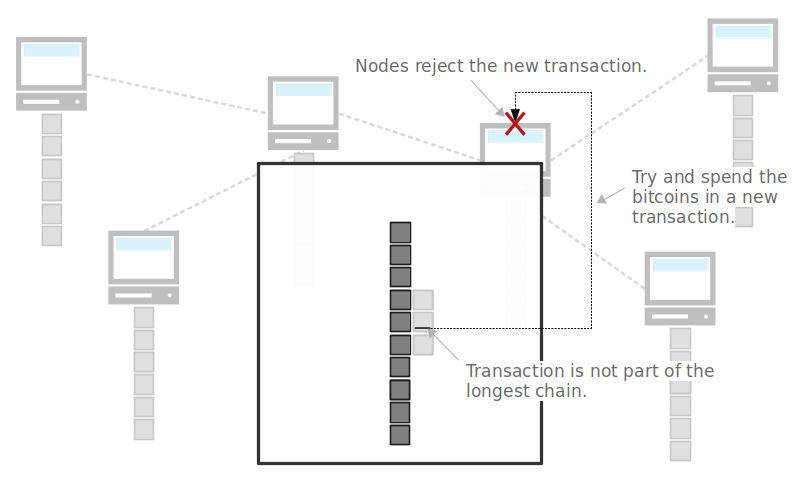 Nodes reject the new transaction.
Try and spend the
bitcoins in a new
transaction.
Transaction is not part of the
longest chain.